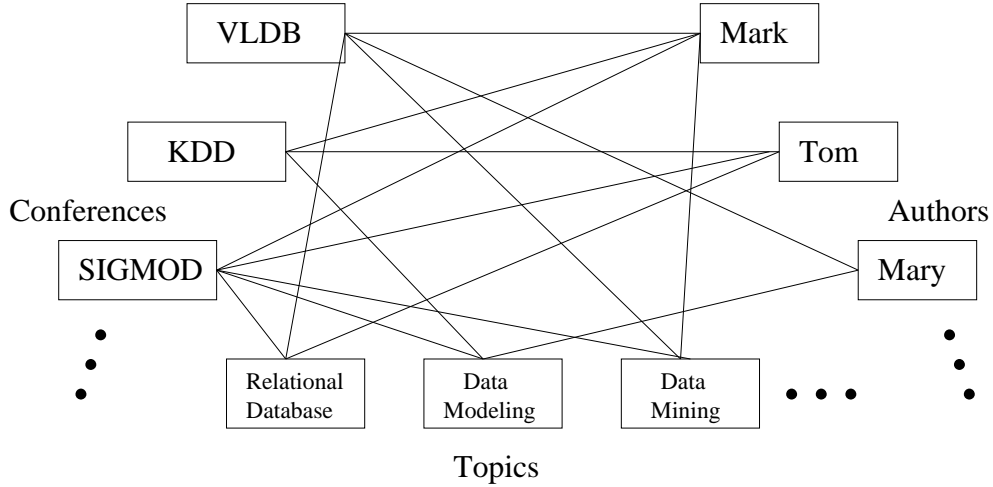 VLDB
Mark
KDD
Tom
Conferences
Authors
SIGMOD
Mary
Relational
Database
Data
Modeling
Data
Mining
Topics